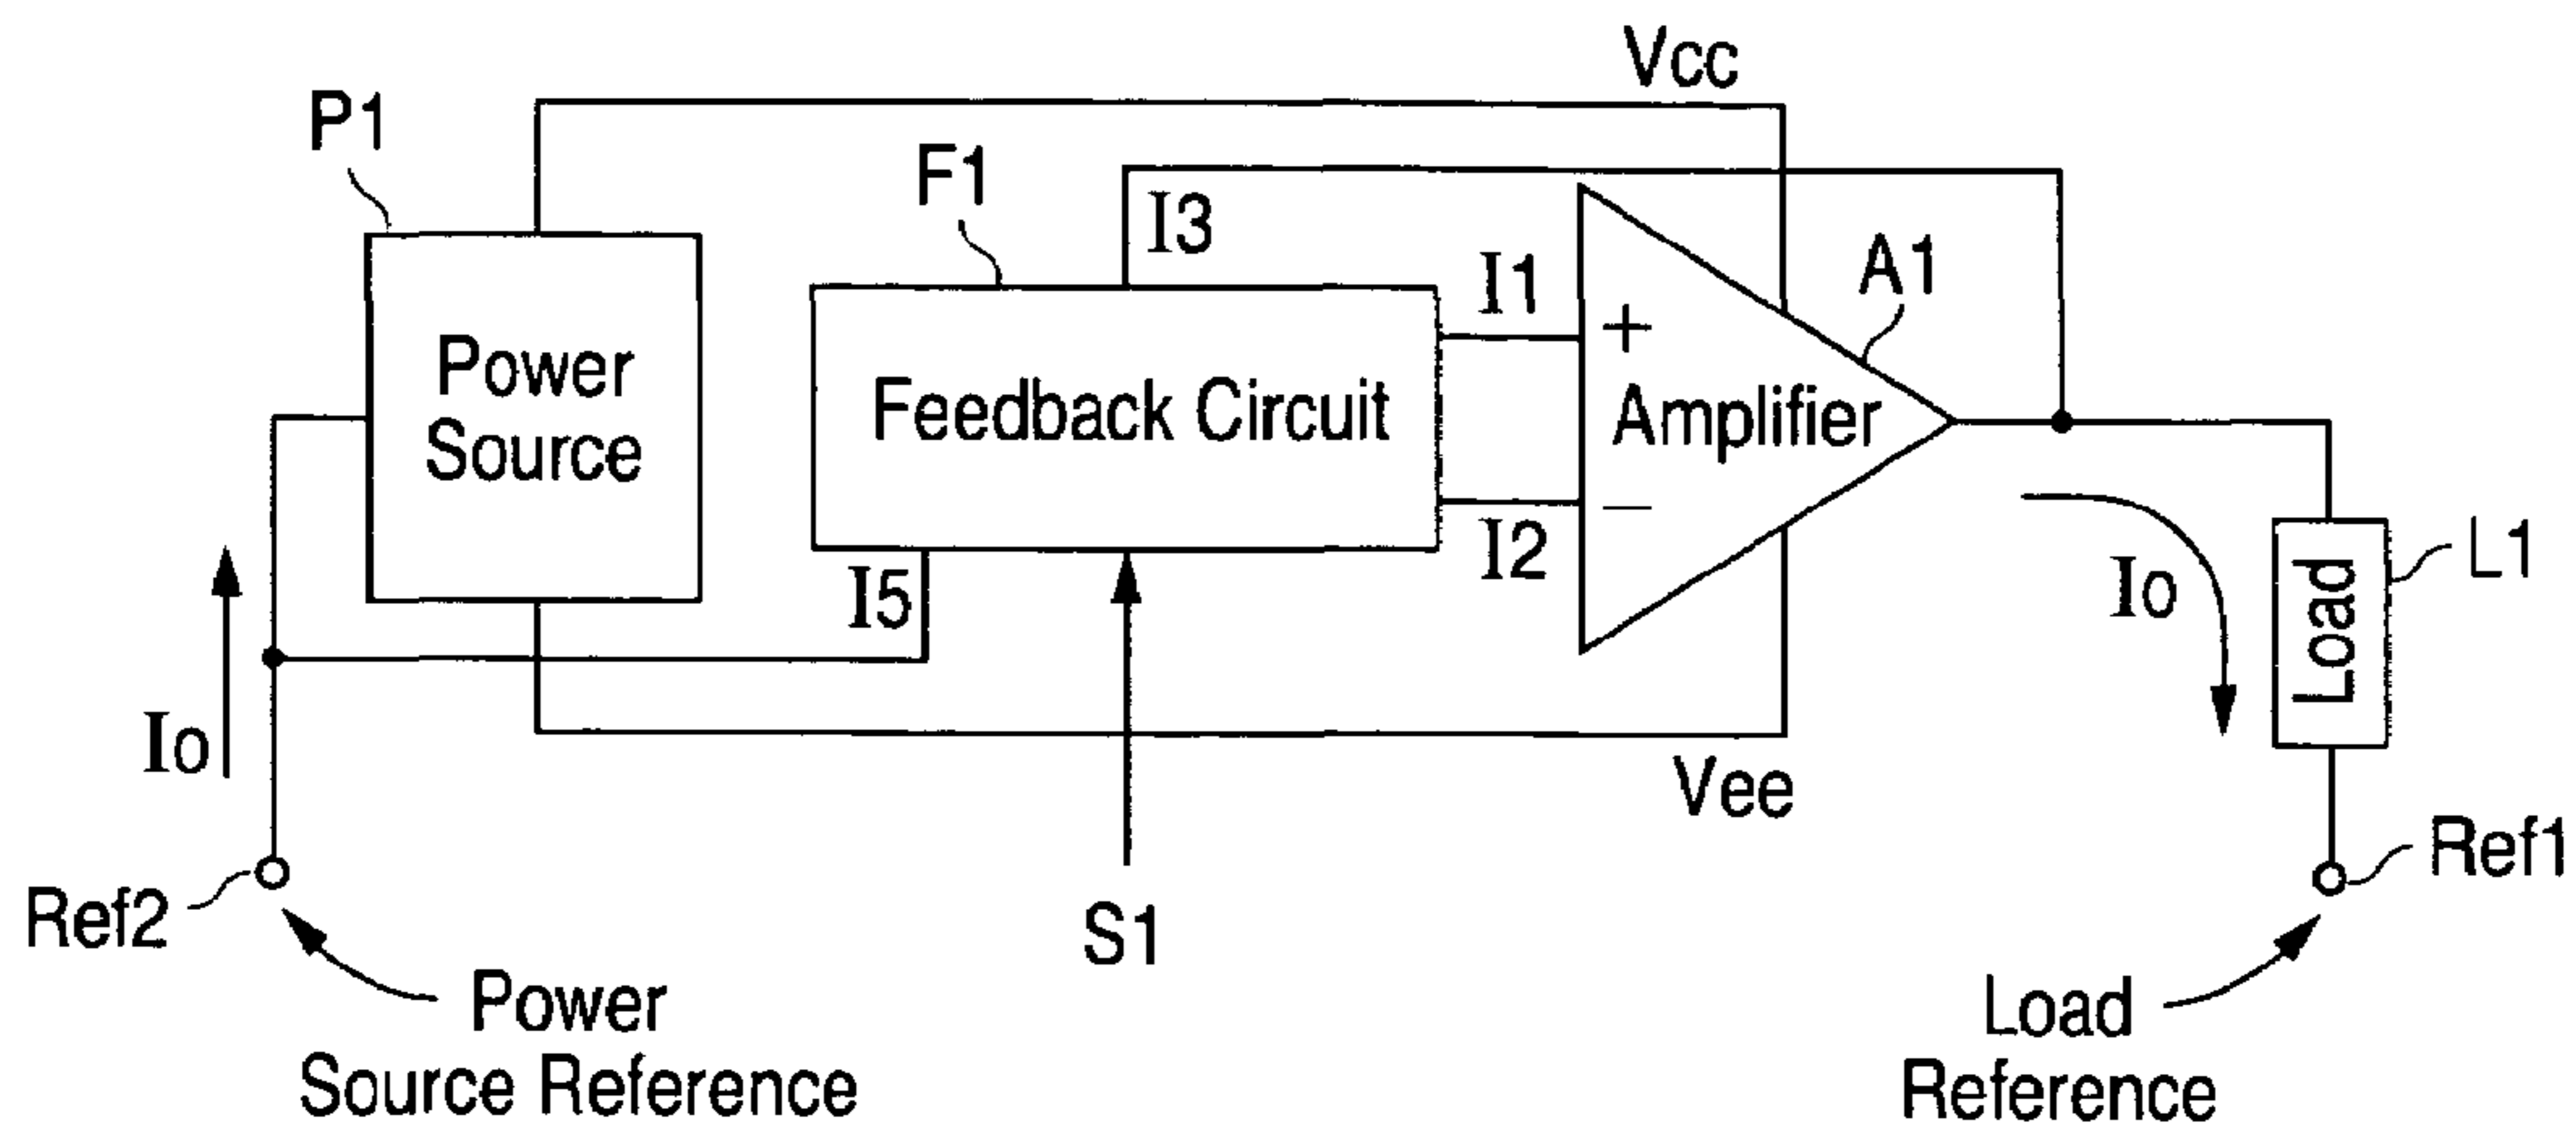 Vcc
P1
F1
I3
A1
I1
+
Power
Source
Feedback Circuit
Amplifier
−
I2
I5
Io
Load
L1
Io
Vee
Ref2
S1
Ref1
Power
Source Reference
Load
Reference